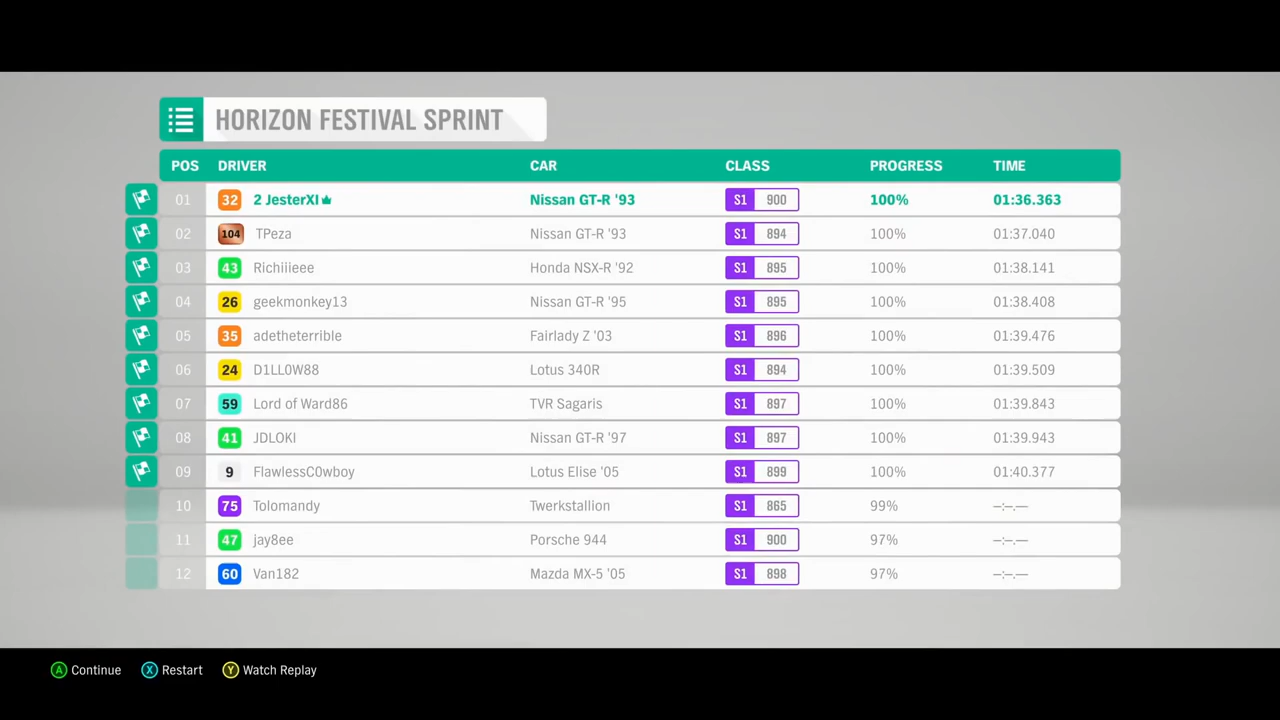 HORIZON FESTIVAL SPRINT
POS DRIVER CAR CLASS PROGRESS TIME
01 32 2 JesterXI Nissan GT-R '93 S1 900 100% 01:36.363
02 104 TPeza Nissan GT-R '93 S1 894 100% 01:37.040
03 43 Richiiieee Honda NSX-R '92 S1 895 100% 01:38.141
04 26 geekmonkey13 Nissan GT-R '95 S1 895 100% 01:38.408
05 35 adetheterrible Fairlady Z '03 S1 896 100% 01:39.476
06 24 D1LL0W88 Lotus 340R S1 894 100% 01:39.509
07 59 Lord of Ward86 TVR Sagaris S1 897 100% 01:39.843
08 41 JDLOKI Nissan GT-R '97 S1 897 100% 01:39.943
09 9 FlawlessC0wboy Lotus Elise '05 S1 899 100% 01:40.377
10 75 Tolomandy Twerkstallion S1 865 99% –:–.––
11 47 jay8ee Porsche 944 S1 900 97% –:–.––
12 60 Van182 Mazda MX-5 '05 S1 898 97% –:–.––
A Continue X Restart Y Watch Replay